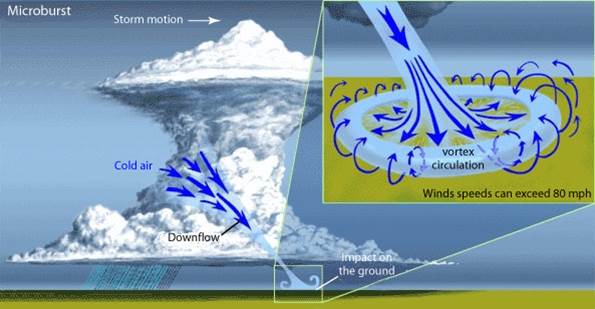 Microburst
Storm motion
Cold air
Downflow
Impact on
the ground
vortex
circulation
Winds speeds can exceed 80 mph